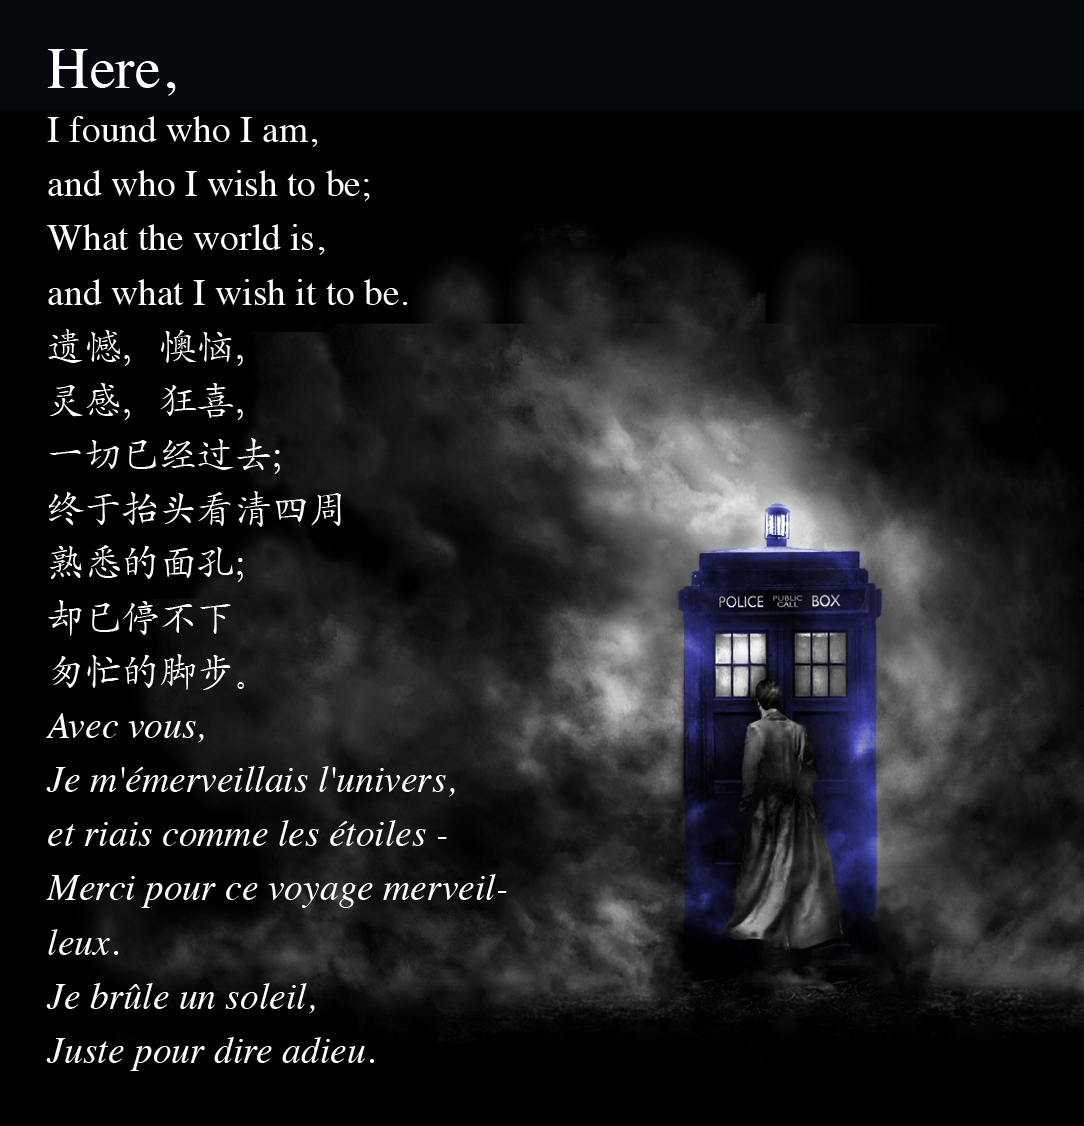 Here,
I found who I am,
and who I wish to be;
What the world is,
and what I wish it to be.
遗憾，懊恼，
灵感，狂喜，
一切已经过去;
终于抬头看清四周
熟悉的面孔;
却已停不下
匆忙的脚步。
Avec vous,
Je m'émerveillais l'univers,
et riais comme les étoiles -
Merci pour ce voyage merveil-
leux.
Je brûle un soleil,
Juste pour dire adieu.
POLICE PUBLIC CALL BOX